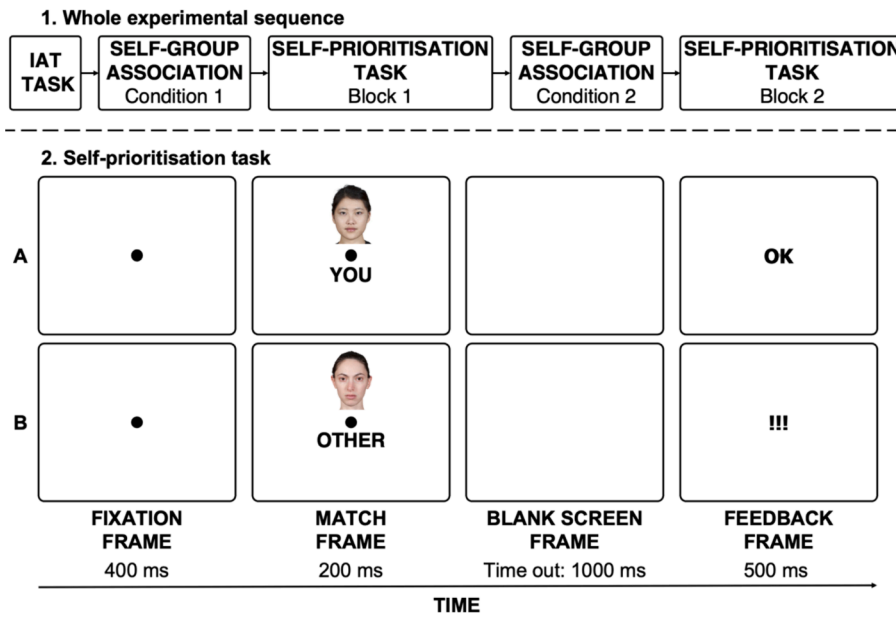 1. Whole experimental sequence
IAT
TASK
SELF-GROUP
ASSOCIATION
Condition 1
SELF-PRIORITISATION
TASK
Block 1
SELF-GROUP
ASSOCIATION
Condition 2
SELF-PRIORITISATION
TASK
Block 2
2. Self-prioritisation task
A
YOU
OK
B
OTHER
!!!
FIXATION
FRAME
400 ms
MATCH
FRAME
200 ms
BLANK SCREEN
FRAME
Time out: 1000 ms
FEEDBACK
FRAME
500 ms
TIME